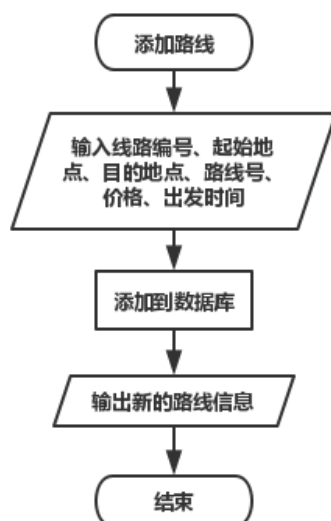 添加路线
输入线路编号、起始地
点、目的地点、路线号、
价格、出发时间
添加到数据库
输出新的路线信息
结束